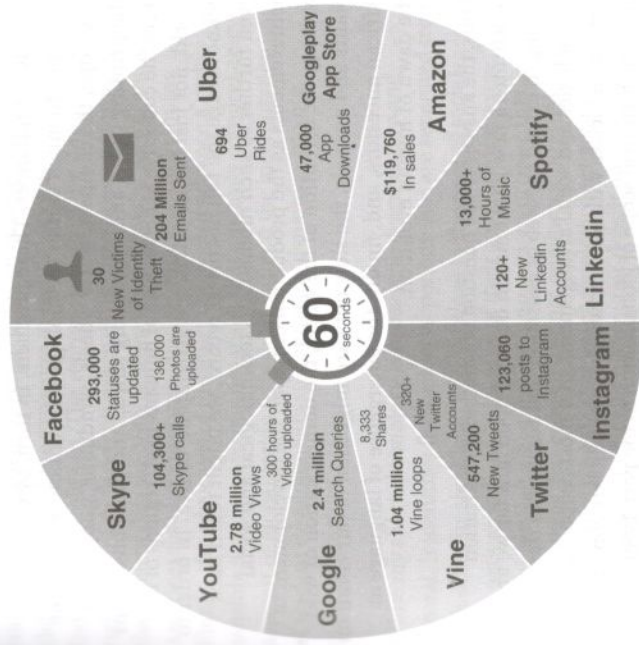 Facebook
293,000
Statuses are
updated
136,000
Photos are
uploaded
30
New Victims
of Identity
Theft
204 Million
Emails Sent
Uber
694
Uber
Rides
Googleplay
App Store
47,000
App
Downloads
Amazon
$119,760
In sales
Spotify
13,000+
Hours of
Music
Linkedin
120+
New
Linkedin
Accounts
Instagram
123,060
posts to
Instagram
Twitter
547,200
New Tweets
320+
New
Twitter
Accounts
Vine
1.04 million
Vine loops
8,333
Shares
Google
2.4 million
Search Queries
YouTube
2.78 million
Video Views
300 hours of
Video uploaded
Skype
104,300+
Skype calls
60
seconds